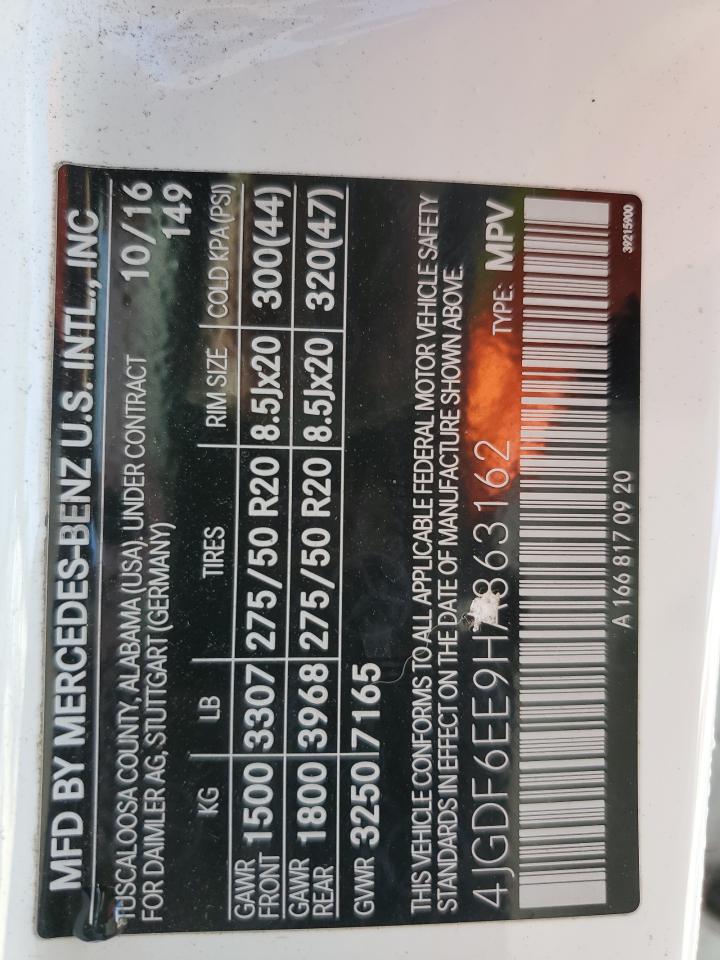 MFD BY MERCEDES-BENZ U.S. INTL., INC
TUSCALOOSA COUNTY, ALABAMA (USA). UNDER CONTRACT 10/16
FOR DAIMLER AG, STUTTGART (GERMANY) 149
KG LB TIRES RIM SIZE COLD KPA(PSI)
GAWR FRONT 1500 3307 275/50 R20 8.5Jx20 300(44)
GAWR REAR 1800 3968 275/50 R20 8.5Jx20 320(47)
GVWR 3250 7165
THIS VEHICLE CONFORMS TO ALL APPLICABLE FEDERAL MOTOR VEHICLE SAFETY
STANDARDS IN EFFECT ON THE DATE OF MANUFACTURE SHOWN ABOVE.
4JGDF6EE9HA863162 TYPE: MPV
A 166 817 09 20
39215900